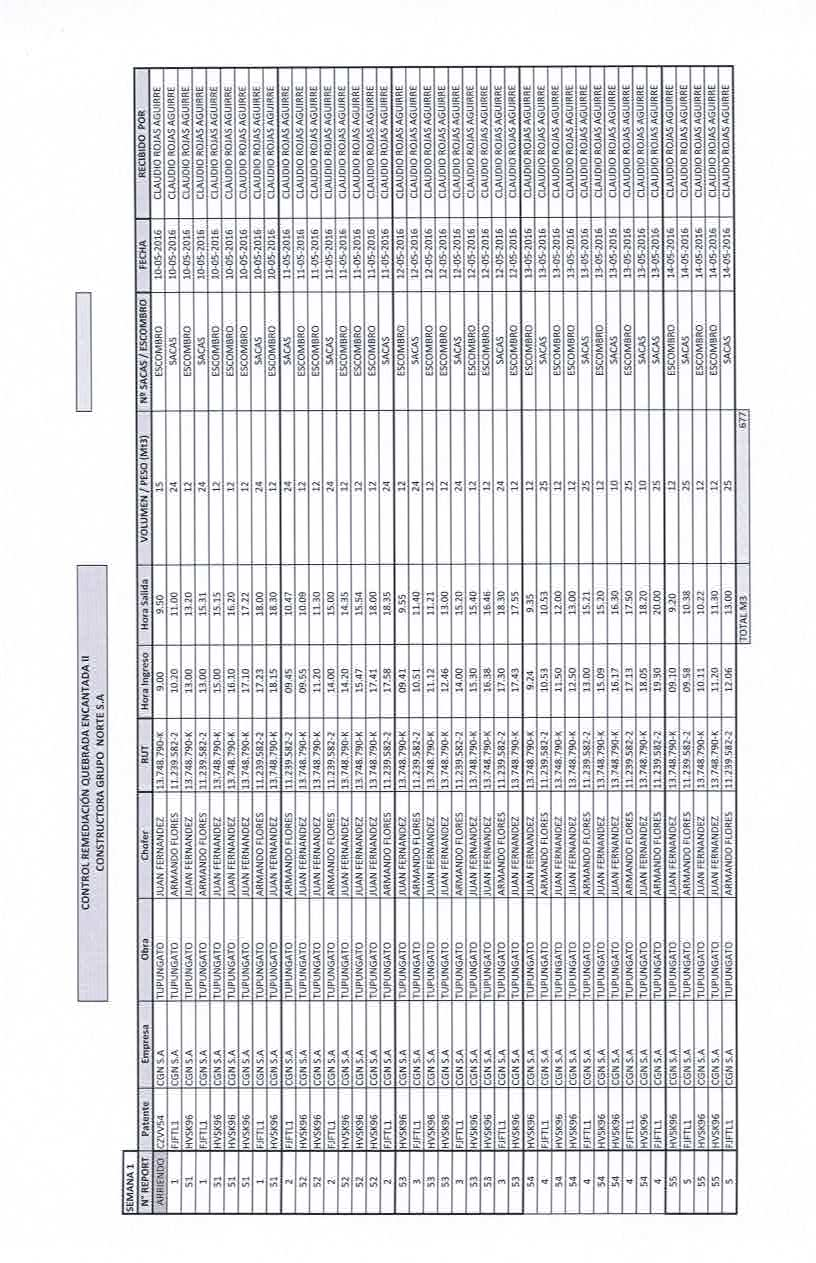 CONTROL REMEDIACIÓN QUEBRADA ENCANTADA II
CONSTRUCTORA GRUPO NORTE S.A
SEMANA 1
N° REPORT Patente Empresa Obra Chofer RUT Hora Ingreso Hora Salida VOLUMEN / PESO (Mt3) Nº SACAS / ESCOMBRO FECHA RECIBIDO POR
ARRIENDO CZVV54 CGN S.A TUPUNGATO JUAN FERNANDEZ 13.748.790-K 9.00 9.50 15 ESCOMBRO 10-05-2016 CLAUDIO ROJAS AGUIRRE
1 FJFTL1 CGN S.A TUPUNGATO ARMANDO FLORES 11.239.582-2 10.20 11.00 24 SACAS 10-05-2016 CLAUDIO ROJAS AGUIRRE
51 HVSK96 CGN S.A TUPUNGATO JUAN FERNANDEZ 13.748.790-K 13.00 13.20 12 ESCOMBRO 10-05-2016 CLAUDIO ROJAS AGUIRRE
1 FJFTL1 CGN S.A TUPUNGATO ARMANDO FLORES 11.239.582-2 13.00 15.31 24 SACAS 10-05-2016 CLAUDIO ROJAS AGUIRRE
51 HVSK96 CGN S.A TUPUNGATO JUAN FERNANDEZ 13.748.790-K 15.00 15.15 12 ESCOMBRO 10-05-2016 CLAUDIO ROJAS AGUIRRE
51 HVSK96 CGN S.A TUPUNGATO JUAN FERNANDEZ 13.748.790-K 16.10 16.20 12 ESCOMBRO 10-05-2016 CLAUDIO ROJAS AGUIRRE
51 HVSK96 CGN S.A TUPUNGATO JUAN FERNANDEZ 13.748.790-K 17.10 17.22 12 ESCOMBRO 10-05-2016 CLAUDIO ROJAS AGUIRRE
1 FJFTL1 CGN S.A TUPUNGATO ARMANDO FLORES 11.239.582-2 17.23 18.00 24 SACAS 10-05-2016 CLAUDIO ROJAS AGUIRRE
51 HVSK96 CGN S.A TUPUNGATO JUAN FERNANDEZ 13.748.790-K 18.15 18.30 12 ESCOMBRO 10-05-2016 CLAUDIO ROJAS AGUIRRE
2 FJFTL1 CGN S.A TUPUNGATO ARMANDO FLORES 11.239.582-2 09.45 10.47 24 SACAS 11-05-2016 CLAUDIO ROJAS AGUIRRE
52 HVSK96 CGN S.A TUPUNGATO JUAN FERNANDEZ 13.748.790-K 09.55 10.09 12 ESCOMBRO 11-05-2016 CLAUDIO ROJAS AGUIRRE
52 HVSK96 CGN S.A TUPUNGATO JUAN FERNANDEZ 13.748.790-K 11.20 11.30 12 ESCOMBRO 11-05-2016 CLAUDIO ROJAS AGUIRRE
2 FJFTL1 CGN S.A TUPUNGATO ARMANDO FLORES 11.239.582-2 14.00 15.00 24 SACAS 11-05-2016 CLAUDIO ROJAS AGUIRRE
52 HVSK96 CGN S.A TUPUNGATO JUAN FERNANDEZ 13.748.790-K 14.20 14.35 12 ESCOMBRO 11-05-2016 CLAUDIO ROJAS AGUIRRE
52 HVSK96 CGN S.A TUPUNGATO JUAN FERNANDEZ 13.748.790-K 15.47 15.54 12 ESCOMBRO 11-05-2016 CLAUDIO ROJAS AGUIRRE
52 HVSK96 CGN S.A TUPUNGATO JUAN FERNANDEZ 13.748.790-K 17.41 18.00 12 ESCOMBRO 11-05-2016 CLAUDIO ROJAS AGUIRRE
2 FJFTL1 CGN S.A TUPUNGATO ARMANDO FLORES 11.239.582-2 17.58 18.35 24 SACAS 11-05-2016 CLAUDIO ROJAS AGUIRRE
53 HVSK96 CGN S.A TUPUNGATO JUAN FERNANDEZ 13.748.790-K 09.41 9.55 12 ESCOMBRO 12-05-2016 CLAUDIO ROJAS AGUIRRE
3 FJFTL1 CGN S.A TUPUNGATO ARMANDO FLORES 11.239.582-2 10.51 11.40 24 SACAS 12-05-2016 CLAUDIO ROJAS AGUIRRE
53 HVSK96 CGN S.A TUPUNGATO JUAN FERNANDEZ 13.748.790-K 11.12 11.21 12 ESCOMBRO 12-05-2016 CLAUDIO ROJAS AGUIRRE
53 HVSK96 CGN S.A TUPUNGATO JUAN FERNANDEZ 13.748.790-K 12.46 13.00 12 ESCOMBRO 12-05-2016 CLAUDIO ROJAS AGUIRRE
3 FJFTL1 CGN S.A TUPUNGATO ARMANDO FLORES 11.239.582-2 14.00 15.20 24 SACAS 12-05-2016 CLAUDIO ROJAS AGUIRRE
53 HVSK96 CGN S.A TUPUNGATO JUAN FERNANDEZ 13.748.790-K 15.30 15.40 12 ESCOMBRO 12-05-2016 CLAUDIO ROJAS AGUIRRE
53 HVSK96 CGN S.A TUPUNGATO JUAN FERNANDEZ 13.748.790-K 16.38 16.46 12 ESCOMBRO 12-05-2016 CLAUDIO ROJAS AGUIRRE
3 FJFTL1 CGN S.A TUPUNGATO ARMANDO FLORES 11.239.582-2 17.30 18.30 24 SACAS 12-05-2016 CLAUDIO ROJAS AGUIRRE
53 HVSK96 CGN S.A TUPUNGATO JUAN FERNANDEZ 13.748.790-K 17.43 17.55 12 ESCOMBRO 12-05-2016 CLAUDIO ROJAS AGUIRRE
54 HVSK96 CGN S.A TUPUNGATO JUAN FERNANDEZ 13.748.790-K 9.24 9.35 12 ESCOMBRO 13-05-2016 CLAUDIO ROJAS AGUIRRE
4 FJFTL1 CGN S.A TUPUNGATO ARMANDO FLORES 11.239.582-2 10.53 10.53 25 SACAS 13-05-2016 CLAUDIO ROJAS AGUIRRE
54 HVSK96 CGN S.A TUPUNGATO JUAN FERNANDEZ 13.748.790-K 11.50 12.00 12 ESCOMBRO 13-05-2016 CLAUDIO ROJAS AGUIRRE
54 HVSK96 CGN S.A TUPUNGATO JUAN FERNANDEZ 13.748.790-K 12.50 13.00 12 ESCOMBRO 13-05-2016 CLAUDIO ROJAS AGUIRRE
4 FJFTL1 CGN S.A TUPUNGATO ARMANDO FLORES 11.239.582-2 13.00 15.21 25 SACAS 13-05-2016 CLAUDIO ROJAS AGUIRRE
54 HVSK96 CGN S.A TUPUNGATO JUAN FERNANDEZ 13.748.790-K 15.09 15.20 12 ESCOMBRO 13-05-2016 CLAUDIO ROJAS AGUIRRE
54 HVSK96 CGN S.A TUPUNGATO JUAN FERNANDEZ 13.748.790-K 16.17 16.30 10 SACAS 13-05-2016 CLAUDIO ROJAS AGUIRRE
4 FJFTL1 CGN S.A TUPUNGATO ARMANDO FLORES 11.239.582-2 17.13 17.50 25 ESCOMBRO 13-05-2016 CLAUDIO ROJAS AGUIRRE
54 HVSK96 CGN S.A TUPUNGATO JUAN FERNANDEZ 13.748.790-K 18.05 18.20 10 SACAS 13-05-2016 CLAUDIO ROJAS AGUIRRE
4 FJFTL1 CGN S.A TUPUNGATO ARMANDO FLORES 11.239.582-2 19.30 20.00 25 SACAS 13-05-2016 CLAUDIO ROJAS AGUIRRE
55 HVSK96 CGN S.A TUPUNGATO JUAN FERNANDEZ 13.748.790-K 09.10 9.20 12 ESCOMBRO 14-05-2016 CLAUDIO ROJAS AGUIRRE
5 FJFTL1 CGN S.A TUPUNGATO ARMANDO FLORES 11.239.582-2 09.58 10.38 25 SACAS 14-05-2016 CLAUDIO ROJAS AGUIRRE
55 HVSK96 CGN S.A TUPUNGATO JUAN FERNANDEZ 13.748.790-K 10.11 10.22 12 ESCOMBRO 14-05-2016 CLAUDIO ROJAS AGUIRRE
55 HVSK96 CGN S.A TUPUNGATO JUAN FERNANDEZ 13.748.790-K 11.20 11.30 12 ESCOMBRO 14-05-2016 CLAUDIO ROJAS AGUIRRE
5 FJFTL1 CGN S.A TUPUNGATO ARMANDO FLORES 11.239.582-2 12.06 13.00 25 SACAS 14-05-2016 CLAUDIO ROJAS AGUIRRE
TOTAL M3 677